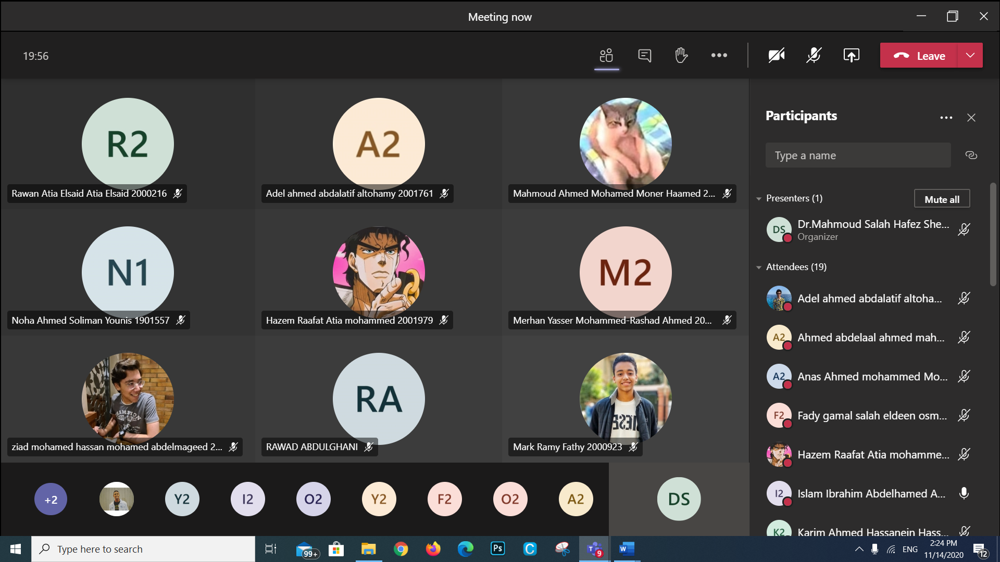 Meeting now
19:56
Leave
R2
Rawan Atia Elsaid Atia Elsaid 2000216
A2
Adel ahmed abdalatif altohamy 2001761
Mahmoud Ahmed Mohamed Moner Haamed 2...
N1
Noha Ahmed Soliman Younis 1901557
Hazem Raafat Atia mohammed 2001979
M2
Merhan Yasser Mohammed-Rashad Ahmed 20...
CHAMPION
ziad mohamed hassan mohamed abdelmageed 2...
RA
RAWAD ABDULGHANI
Mark Ramy Fathy 2000923
+2
Y2
I2
O2
Y2
F2
O2
A2
DS
Participants
Type a name
Presenters (1)
Mute all
DS
Dr.Mahmoud Salah Hafez She...
Organizer
Attendees (19)
Adel ahmed abdalatif altoha...
A2
Ahmed abdelaal ahmed mah...
A2
Anas Ahmed mohammed Mo...
F2
Fady gamal salah eldeen osm...
Hazem Raafat Atia mohamme...
I2
Islam Ibrahim Abdelhamed A...
K2
Karim Ahmed Hassanein Hass...
Type here to search
99+
Ps
C
T
9
W
ENG
2:24 PM
11/14/2020
12